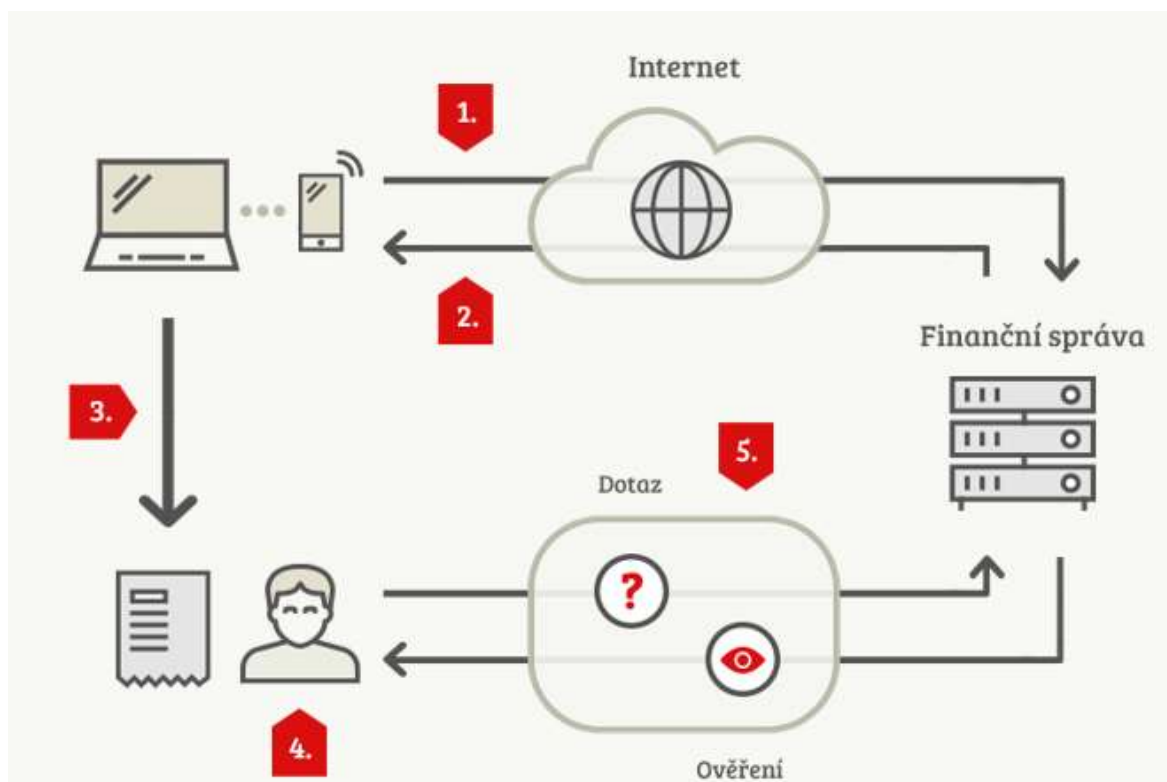 Internet
1.
2.
Finanční správa
3.
5.
Dotaz
?
4.
Ověření